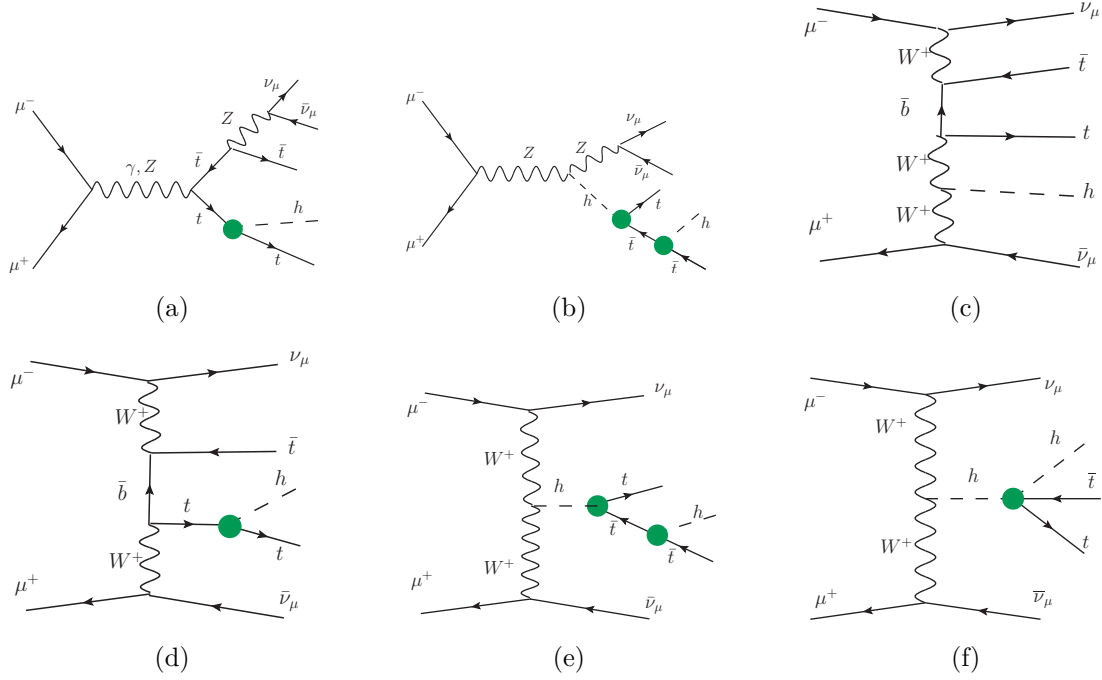 μ⁻
μ⁺
γ, Z
t̄
t
Z
ν_μ
ν̄_μ
t̄
h
t
(a)
μ⁻
μ⁺
Z
Z
ν_μ
ν̄_μ
h
t
h
t̄
t̄
(b)
μ⁻
ν_μ
W⁺
t̄
b̄
t
W⁺
h
W⁺
μ⁺
ν̄_μ
(c)
μ⁻
ν_μ
W⁺
t̄
b̄
h
t
t
W⁺
μ⁺
ν̄_μ
(d)
μ⁻
ν_μ
W⁺
t
h
h
t̄
t̄
W⁺
μ⁺
ν̄_μ
(e)
μ⁻
ν_μ
W⁺
h
h
t̄
t
W⁺
μ⁺
ν̄_μ
(f)